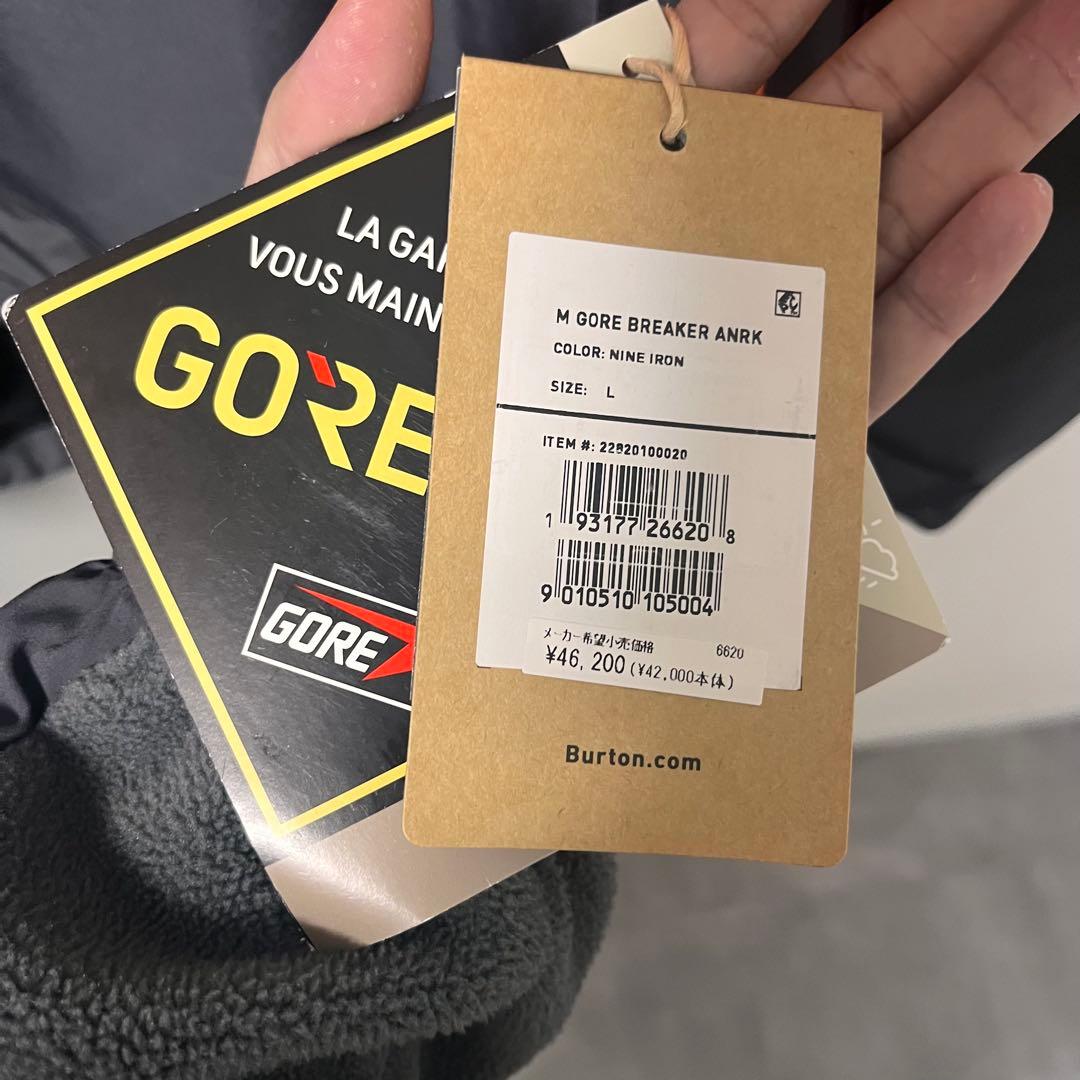 LA GA
VOUS MAIN
GORE
GORE
M GORE BREAKER ANRK
COLOR: NINE IRON
SIZE: L
ITEM #: 22820100020
1 93177 26620 8
9 010510 105004
メーカー希望小売価格 6620
¥46,200(¥42,000本体)
Burton.com